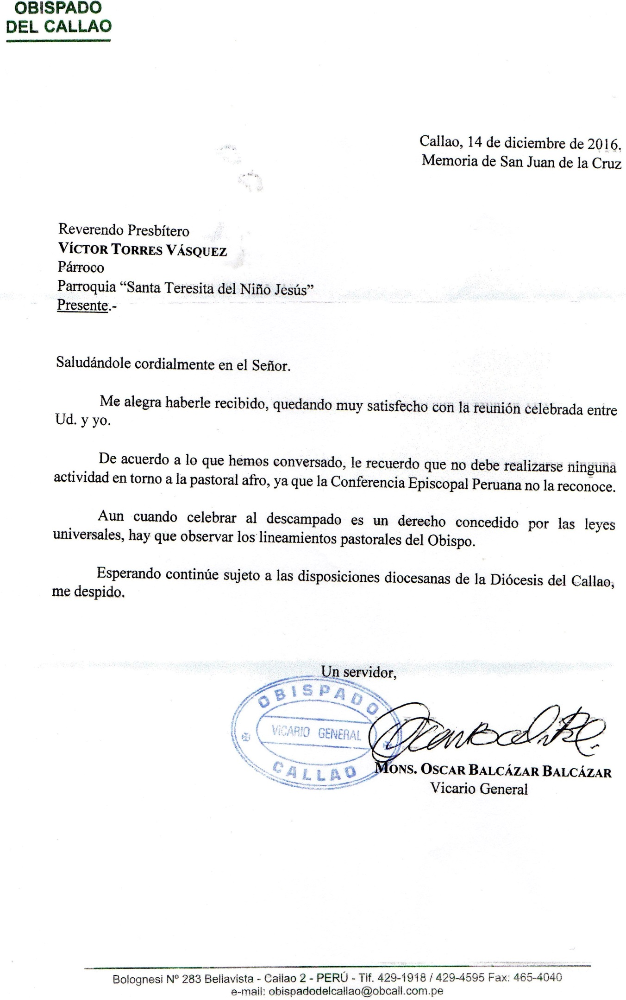 OBISPADO
DEL CALLAO
Callao, 14 de diciembre de 2016.
Memoria de San Juan de la Cruz
Reverendo Presbítero
VÍCTOR TORRES VÁSQUEZ
Párroco
Parroquia “Santa Teresita del Niño Jesús”
Presente.-
Saludándole cordialmente en el Señor.
Me alegra haberle recibido, quedando muy satisfecho con la reunión celebrada entre
Ud. y yo.
De acuerdo a lo que hemos conversado, le recuerdo que no debe realizarse ninguna
actividad en torno a la pastoral afro, ya que la Conferencia Episcopal Peruana no la reconoce.
Aun cuando celebrar al descampado es un derecho concedido por las leyes
universales, hay que observar los lineamientos pastorales del Obispo.
Esperando continúe sujeto a las disposiciones diocesanas de la Diócesis del Callao,
me despido.
Un servidor,
OBISPADO
VICARIO GENERAL
CALLAO
MONS. OSCAR BALCÁZAR BALCÁZAR
Vicario General
Bolognesi Nº 283 Bellavista - Callao 2 - PERÚ - Tlf. 429-1918 / 429-4595 Fax: 465-4040
e-mail: obispadodelcallao@obcall.com.pe